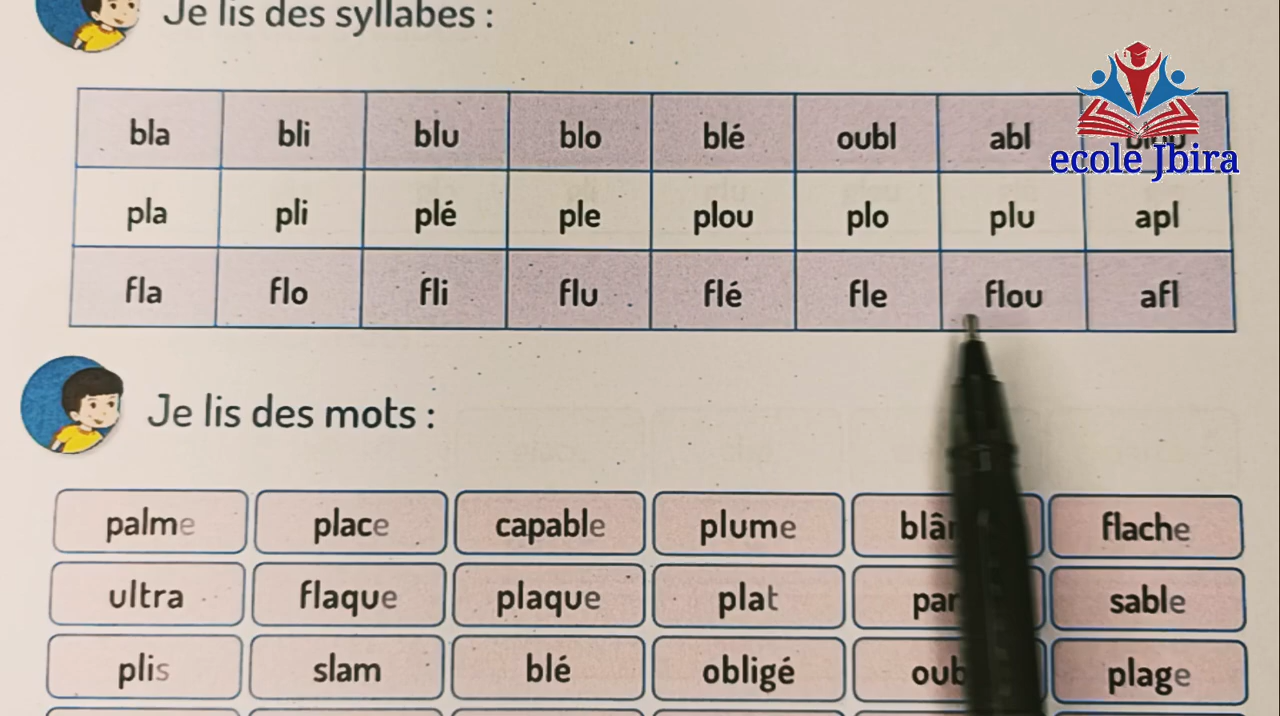 Je lis des syllabes :
bla bli blu blo blé oubl abl
ecole Jbira
pla pli plé ple plou plo plu apl
fla flo fli flu flé fle flou afl
Je lis des mots :
palme place capable plume flache
ultra flaque plaque plat sable
plis slam blé obligé plage